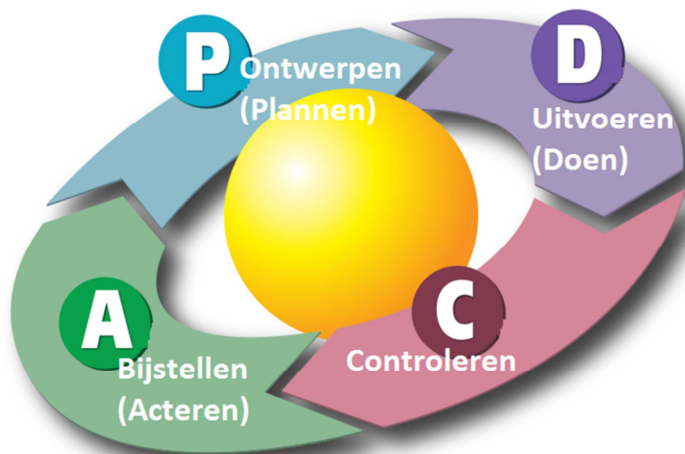 P
Ontwerpen
(Plannen)
D
Uitvoeren
(Doen)
C
Controleren
A
Bijstellen
(Acteren)